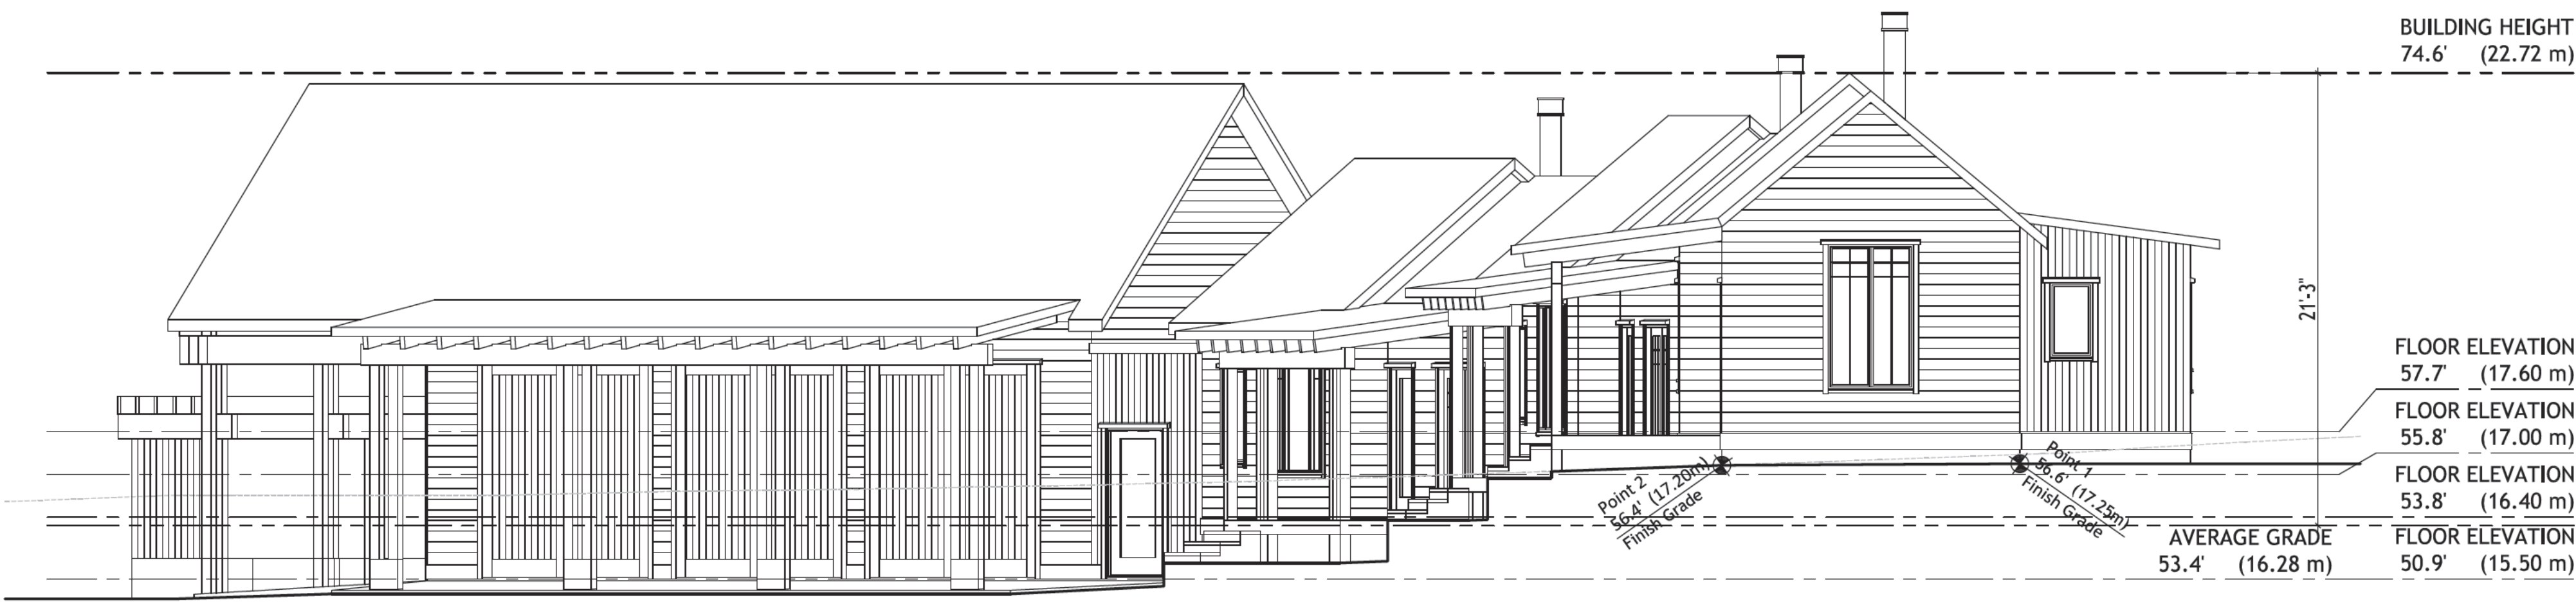 BUILDING HEIGHT
74.6' (22.72 m)
21'-3"
FLOOR ELEVATION
57.7' (17.60 m)
FLOOR ELEVATION
55.8' (17.00 m)
FLOOR ELEVATION
53.8' (16.40 m)
FLOOR ELEVATION
50.9' (15.50 m)
AVERAGE GRADE
53.4' (16.28 m)
Point 2
56.4' (17.20m)
Finish Grade
Point 1
56.6' (17.25m)
Finish Grade